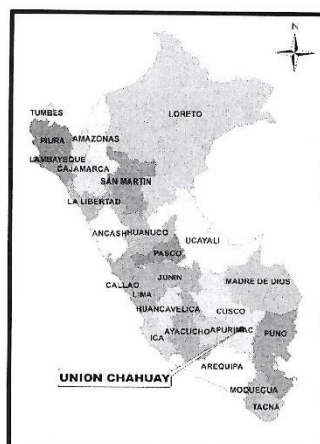 N
TUMBES
LORETO
PIURA AMAZONAS
LAMBAYEQUE
CAJAMARCA
SAN MARTIN
LA LIBERTAD
ANCASH HUANUCO
UCAYALI
PASCO
JUNIN
CALLAO
LIMA
MADRE DE DIOS
HUANCAVELICA
CUSCO
ICA AYACUCHO APURIMAC PUNO
AREQUIPA
UNION CHAHUAY
MOQUEGUA
TACNA